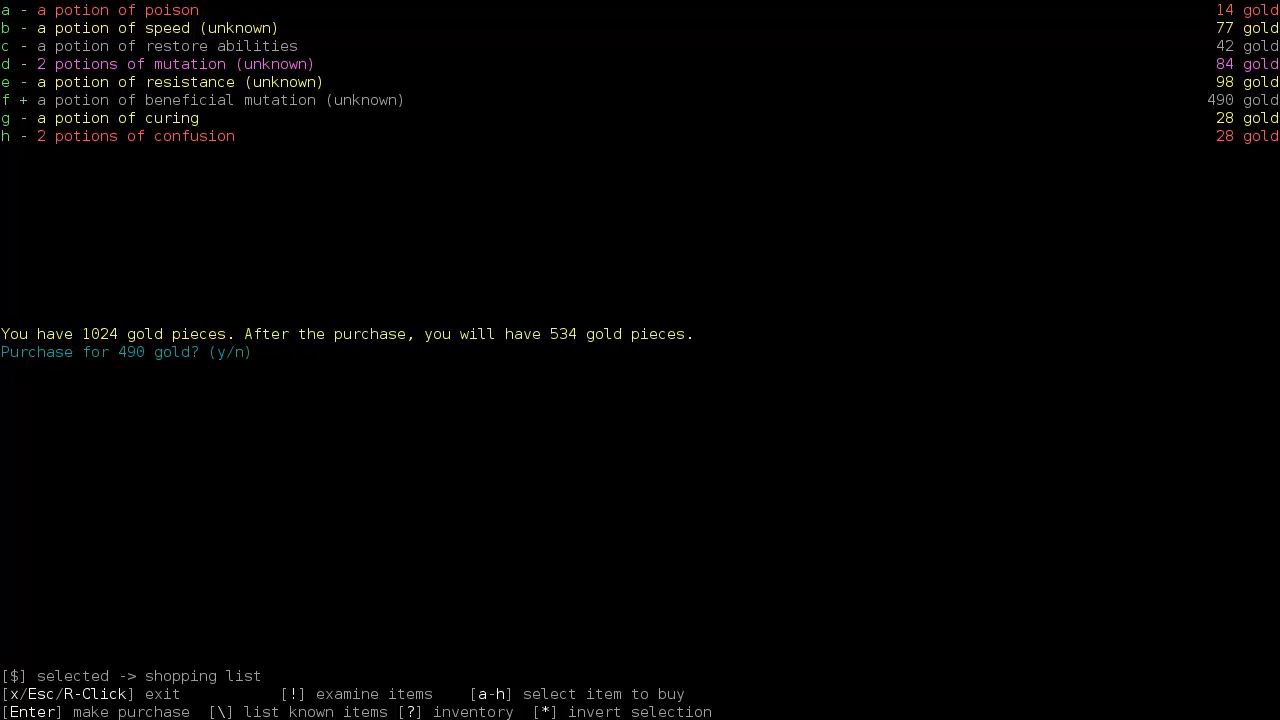 a - a potion of poison 14 gold
b - a potion of speed (unknown) 77 gold
c - a potion of restore abilities 42 gold
d - 2 potions of mutation (unknown) 84 gold
e - a potion of resistance (unknown) 98 gold
f + a potion of beneficial mutation (unknown) 490 gold
g - a potion of curing 28 gold
h - 2 potions of confusion 28 gold
You have 1024 gold pieces. After the purchase, you will have 534 gold pieces.
Purchase for 490 gold? (y/n)
[$] selected -> shopping list
[x/Esc/R-Click] exit [!] examine items [a-h] select item to buy
[Enter] make purchase [\] list known items [?] inventory [*] invert selection